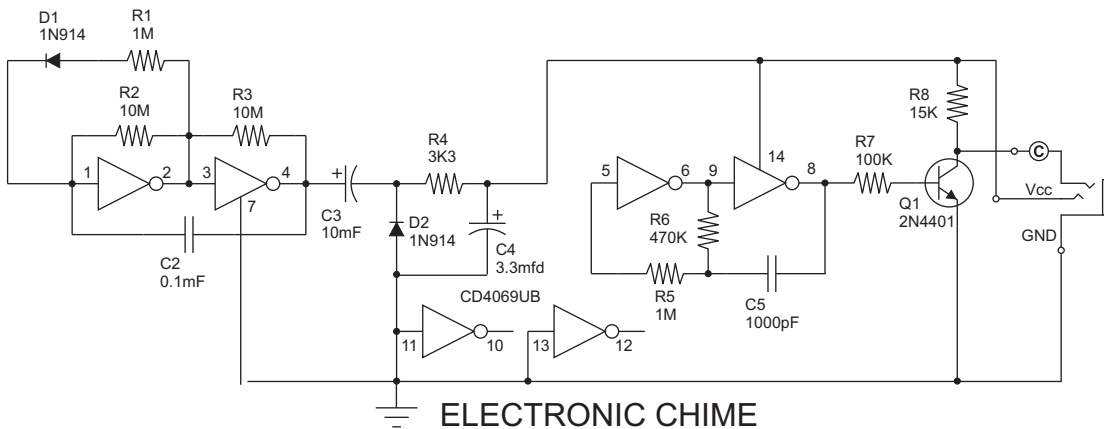 D1
1N914
R1
1M
R2
10M
R3
10M
1
2
3
4
7
C2
0.1mF
+
C3
10mF
R4
3K3
D2
1N914
+
C4
3.3mfd
CD4069UB
11
10
13
12
5
6
9
14
8
R6
470K
R5
1M
C5
1000pF
R7
100K
R8
15K
Q1
2N4401
C
Vcc
GND
ELECTRONIC CHIME